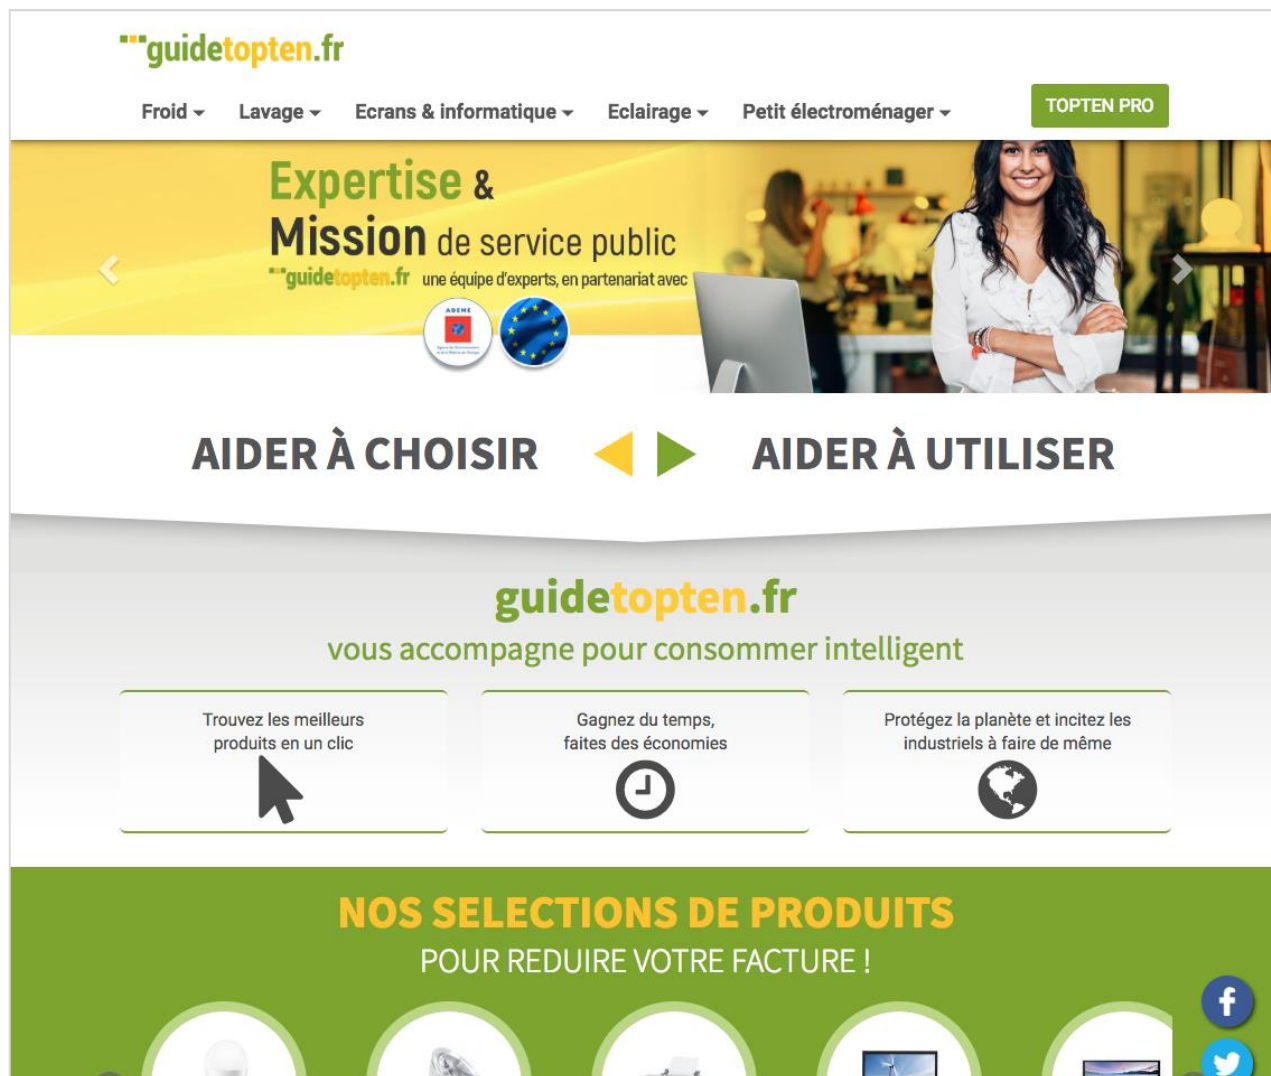 guidetopten.fr
Froid
Lavage
Ecrans & informatique
Eclairage
Petit électroménager
TOPTEN PRO
Expertise &
Mission de service public
guidetopten.fr une équipe d'experts, en partenariat avec
ADEME
AIDER À CHOISIR
AIDER À UTILISER
guidetopten.fr
vous accompagne pour consommer intelligent
Trouvez les meilleurs
produits en un clic
Gagnez du temps,
faites des économies
Protégez la planète et incitez les
industriels à faire de même
NOS SELECTIONS DE PRODUITS
POUR REDUIRE VOTRE FACTURE !